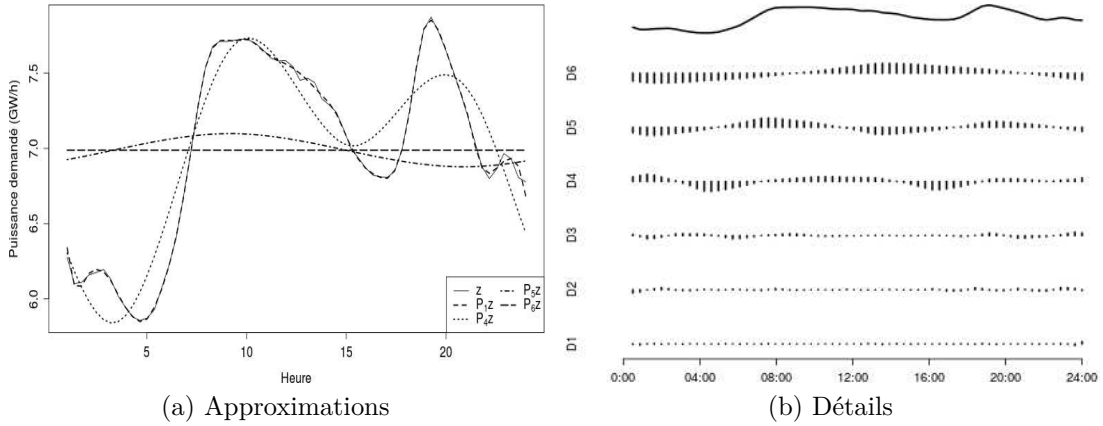 Puissance demandé (GW/h)
7.5
7.0
6.5
6.0
z
P₁z
P₄z
P₅z
P₆z
5
10
15
20
Heure
(a) Approximations
D6
D5
D4
D3
D2
D1
0:00
04:00
08:00
12:00
16:00
20:00
24:00
(b) Détails